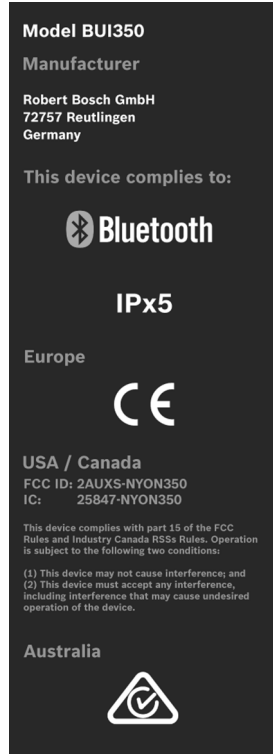 Model BUI350
Manufacturer
Robert Bosch GmbH
72757 Reutlingen
Germany
This device complies to:
Bluetooth
IPx5
Europe
CE
USA / Canada
FCC ID: 2AUXS-NYON350
IC: 25847-NYON350
This device complies with part 15 of the FCC
Rules and Industry Canada RSSs Rules. Operation
is subject to the following two conditions:
(1) This device may not cause interference; and
(2) This device must accept any interference,
including interference that may cause undesired
operation of the device.
Australia